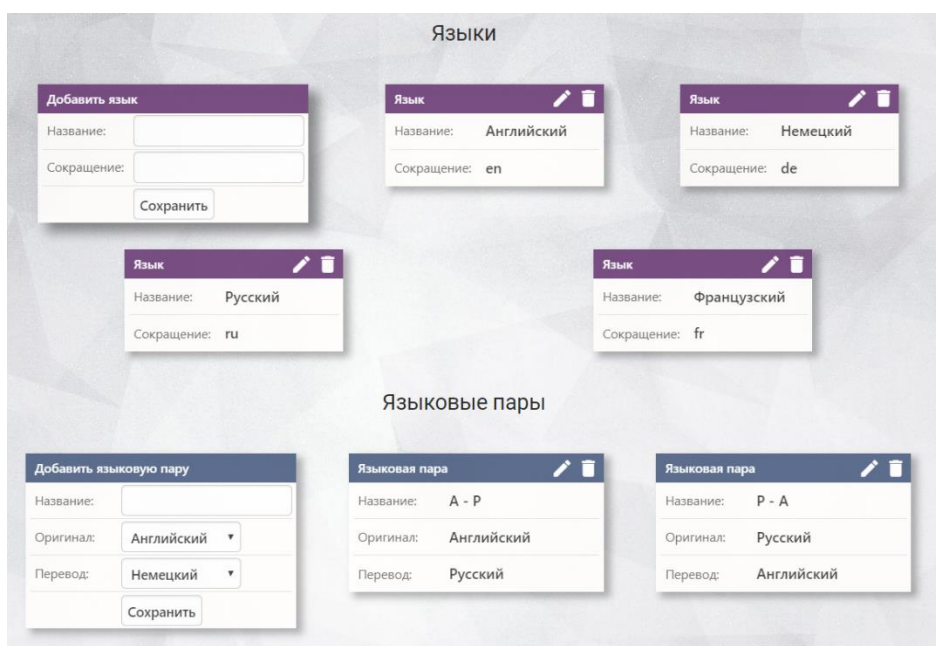 Языки
Добавить язык
Название:
Сокращение:
Сохранить
Язык
Название: Английский
Сокращение: en
Язык
Название: Немецкий
Сокращение: de
Язык
Название: Русский
Сокращение: ru
Язык
Название: Французский
Сокращение: fr
Языковые пары
Добавить языковую пару
Название:
Оригинал: Английский
Перевод: Немецкий
Сохранить
Языковая пара
Название: А - Р
Оригинал: Английский
Перевод: Русский
Языковая пара
Название: Р - А
Оригинал: Русский
Перевод: Английский